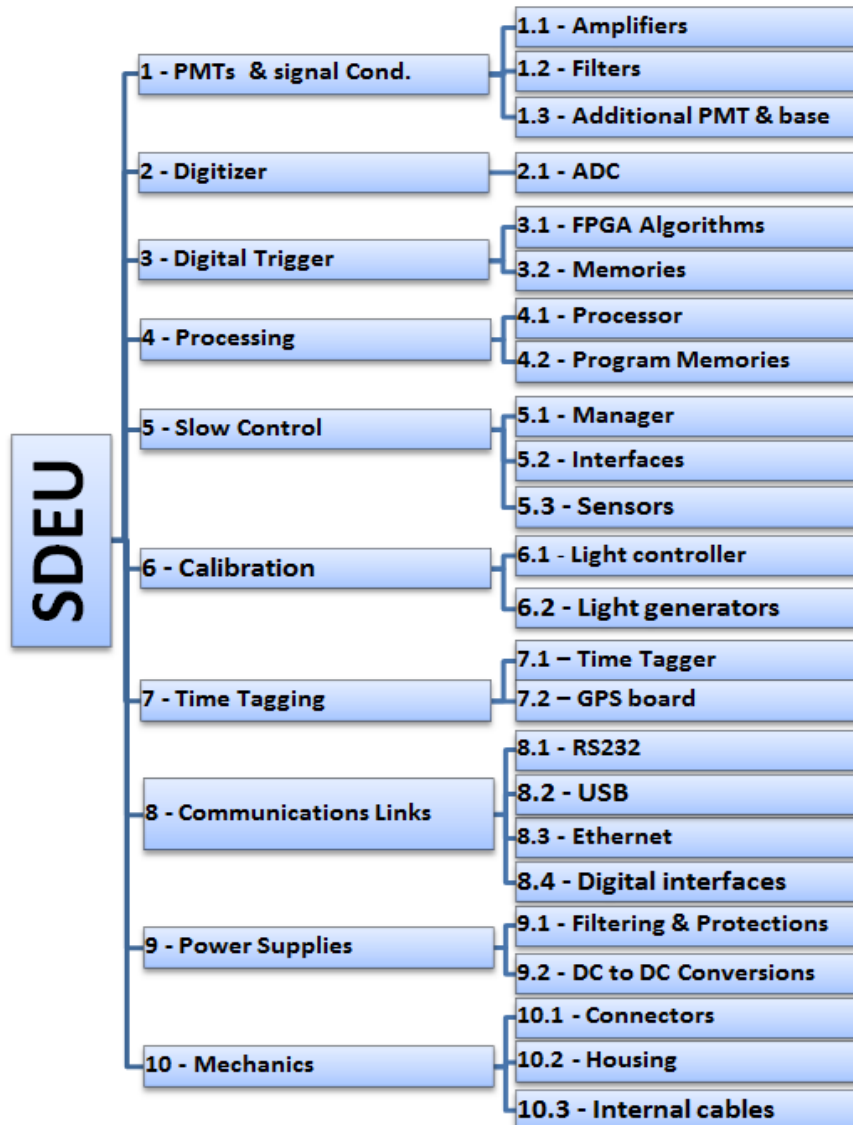 SDEU
1 - PMTs & signal Cond.
1.1 - Amplifiers
1.2 - Filters
1.3 - Additional PMT & base
2 - Digitizer
2.1 - ADC
3 - Digital Trigger
3.1 - FPGA Algorithms
3.2 - Memories
4 - Processing
4.1 - Processor
4.2 - Program Memories
5 - Slow Control
5.1 - Manager
5.2 - Interfaces
5.3 - Sensors
6 - Calibration
6.1 - Light controller
6.2 - Light generators
7 - Time Tagging
7.1 – Time Tagger
7.2 – GPS board
8 - Communications Links
8.1 - RS232
8.2 - USB
8.3 - Ethernet
8.4 - Digital interfaces
9 - Power Supplies
9.1 - Filtering & Protections
9.2 - DC to DC Conversions
10 - Mechanics
10.1 - Connectors
10.2 - Housing
10.3 - Internal cables